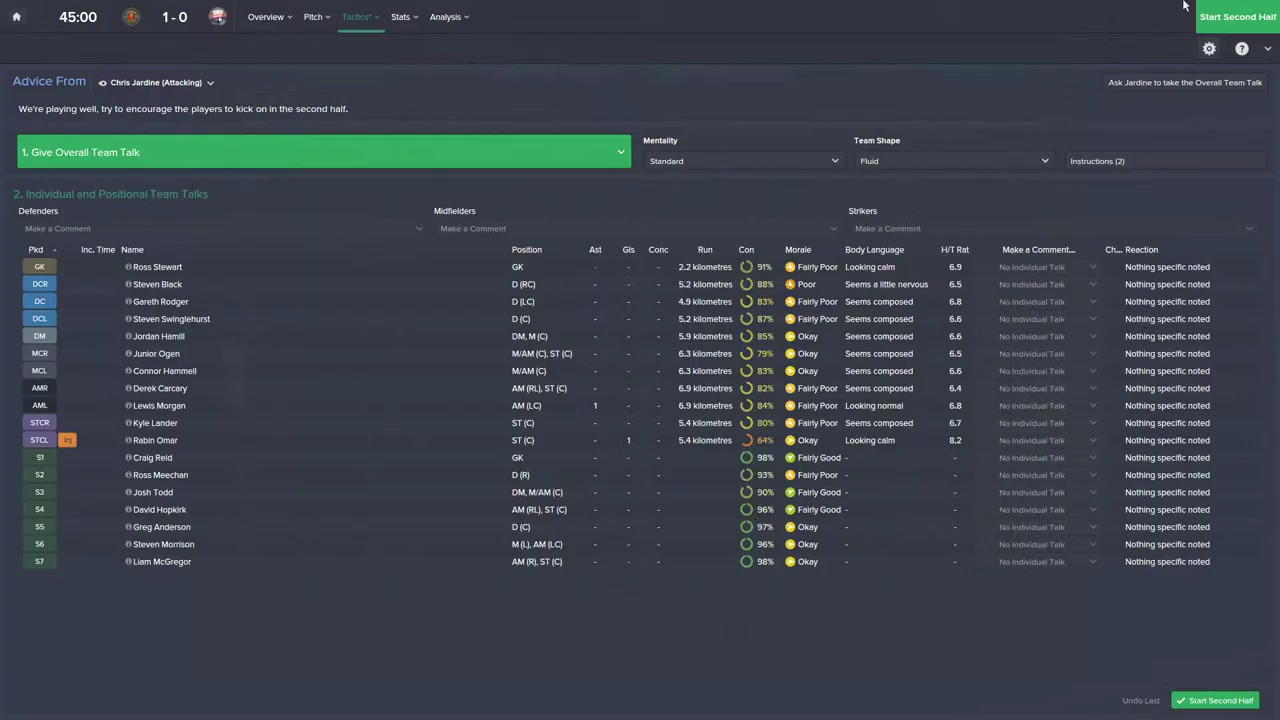 45:00 1 - 0 Overview Pitch Tactics* Stats Analysis Start Second Half
Advice From Chris Jardine (Attacking) Ask Jardine to take the Overall Team Talk
We're playing well, try to encourage the players to kick on in the second half.
Mentality Team Shape
1. Give Overall Team Talk Standard Fluid Instructions (2)
2. Individual and Positional Team Talks
Defenders Midfielders Strikers
Make a Comment Make a Comment Make a Comment
Pkd Inc. Time Name Position Ast Gls Conc Run Con Morale Body Language H/T Rat Make a Comment... Ch... Reaction
GK Ross Stewart GK - - - 2.2 kilometres 91% Fairly Poor Looking calm 6.9 No Individual Talk Nothing specific noted
DCR Steven Black D (RC) - - - 5.2 kilometres 88% Poor Seems a little nervous 6.5 No Individual Talk Nothing specific noted
DC Gareth Rodger D (LC) - - - 4.9 kilometres 83% Fairly Poor Seems composed 6.8 No Individual Talk Nothing specific noted
DCL Steven Swinglehurst D (C) - - - 5.2 kilometres 87% Fairly Poor Seems composed 6.6 No Individual Talk Nothing specific noted
DM Jordan Hamill DM, M (C) - - - 5.9 kilometres 85% Okay Seems composed 6.6 No Individual Talk Nothing specific noted
MCR Junior Ogen M/AM (C), ST (C) - - - 6.3 kilometres 79% Fairly Poor Seems composed 6.5 No Individual Talk Nothing specific noted
MCL Connor Hammell M/AM (C) - - - 6.3 kilometres 83% Okay Seems composed 6.6 No Individual Talk Nothing specific noted
AMR Derek Carcary AM (RL), ST (C) - - - 6.9 kilometres 82% Fairly Poor Seems composed 6.4 No Individual Talk Nothing specific noted
AML Lewis Morgan AM (LC) 1 - - 6.9 kilometres 84% Fairly Poor Looking normal 6.8 No Individual Talk Nothing specific noted
STCR Kyle Lander ST (C) - - - 5.4 kilometres 80% Fairly Poor Seems composed 6.7 No Individual Talk Nothing specific noted
STCL Inj Rabin Omar ST (C) - 1 - 5.4 kilometres 64% Okay Looking calm 8.2 No Individual Talk Nothing specific noted
S1 Craig Reid GK - - - 98% Fairly Good - - No Individual Talk Nothing specific noted
S2 Ross Meechan D (R) - - - 93% Fairly Poor - - No Individual Talk Nothing specific noted
S3 Josh Todd DM, M/AM (C) - - - 90% Fairly Good - - No Individual Talk Nothing specific noted
S4 David Hopkirk AM (RL), ST (C) - - - 96% Fairly Good - - No Individual Talk Nothing specific noted
S5 Greg Anderson D (C) - - - 97% Okay - - No Individual Talk Nothing specific noted
S6 Steven Morrison M (L), AM (LC) - - - 96% Okay - - No Individual Talk Nothing specific noted
S7 Liam McGregor AM (R), ST (C) - - - 98% Okay - - No Individual Talk Nothing specific noted
Undo Last Start Second Half